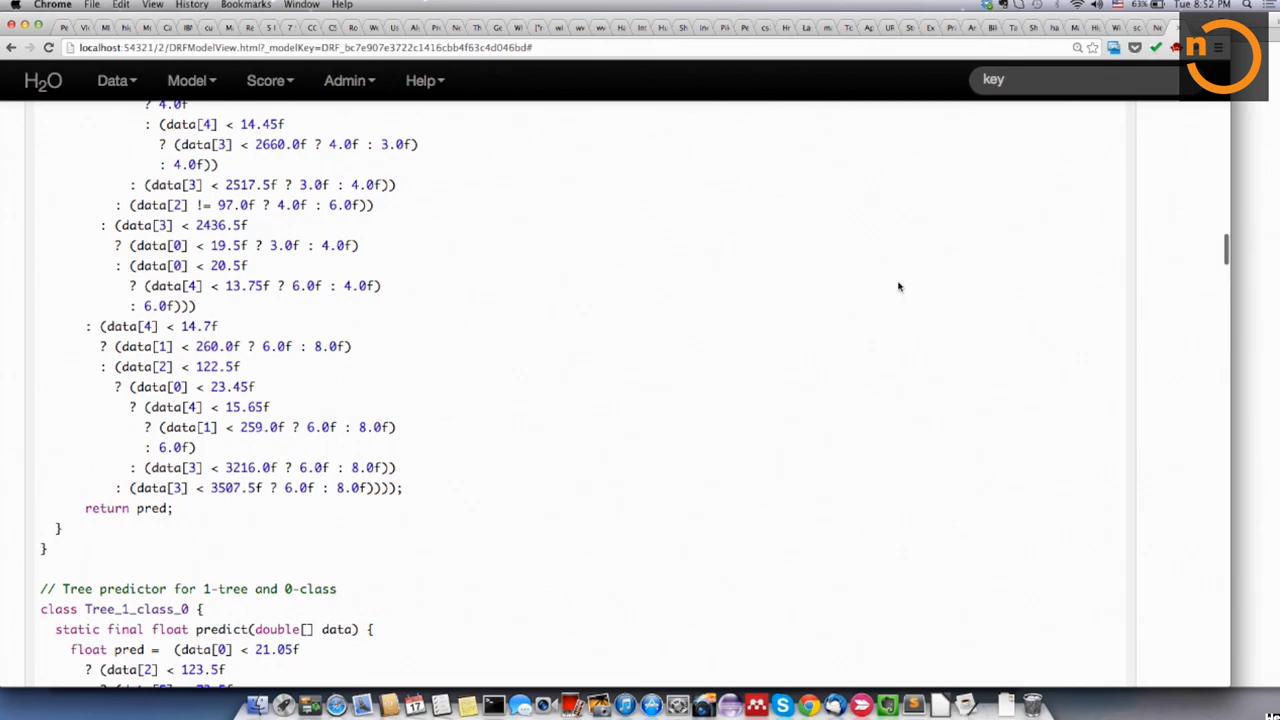 Chrome File Edit View History Bookmarks Window Help
63% Tue 8:52 PM
localhost:54321/2/DRFModelView.html?_modelKey=DRF_bc7e907e3722c1416cbb4f63c4d046bd#
n
H2O Data Model Score Admin Help key
? 4.0f
: (data[4] < 14.45f
? (data[3] < 2660.0f ? 4.0f : 3.0f)
: 4.0f))
: (data[3] < 2517.5f ? 3.0f : 4.0f))
: (data[2] != 97.0f ? 4.0f : 6.0f))
: (data[3] < 2436.5f
? (data[0] < 19.5f ? 3.0f : 4.0f)
: (data[0] < 20.5f
? (data[4] < 13.75f ? 6.0f : 4.0f)
: 6.0f)))
: (data[4] < 14.7f
? (data[1] < 260.0f ? 6.0f : 8.0f)
: (data[2] < 122.5f
? (data[0] < 23.45f
? (data[4] < 15.65f
? (data[1] < 259.0f ? 6.0f : 8.0f)
: 6.0f)
: (data[3] < 3216.0f ? 6.0f : 8.0f))
: (data[3] < 3507.5f ? 6.0f : 8.0f))));
return pred;
}
}
// Tree predictor for 1-tree and 0-class
class Tree_1_class_0 {
static final float predict(double[] data) {
float pred = (data[0] < 21.05f
? (data[2] < 123.5f